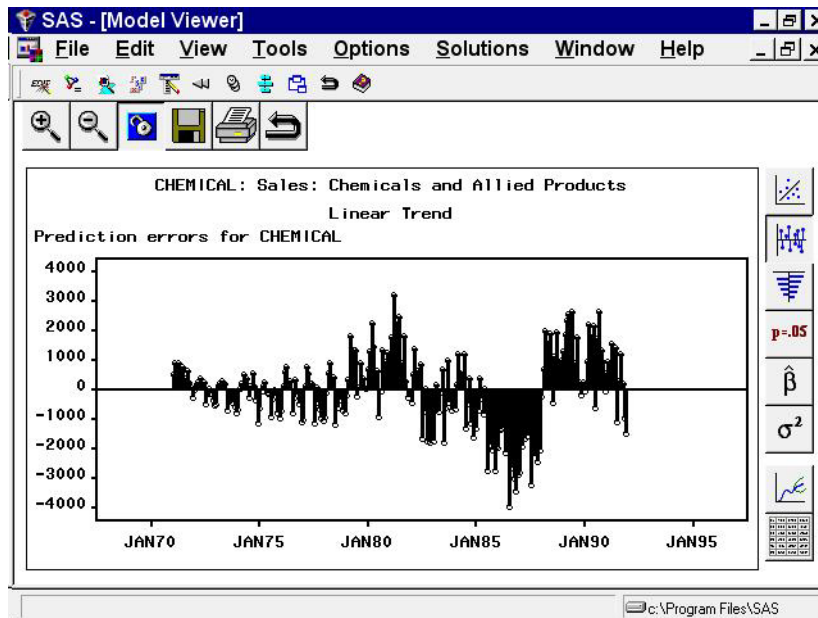 SAS - [Model Viewer]
File Edit View Tools Options Solutions Window Help
CHEMICAL: Sales: Chemicals and Allied Products
Linear Trend
Prediction errors for CHEMICAL
4000
3000
2000
1000
0
-1000
-2000
-3000
-4000
JAN70 JAN75 JAN80 JAN85 JAN90 JAN95
p=.05
β̂
σ²
c:\Program Files\SAS